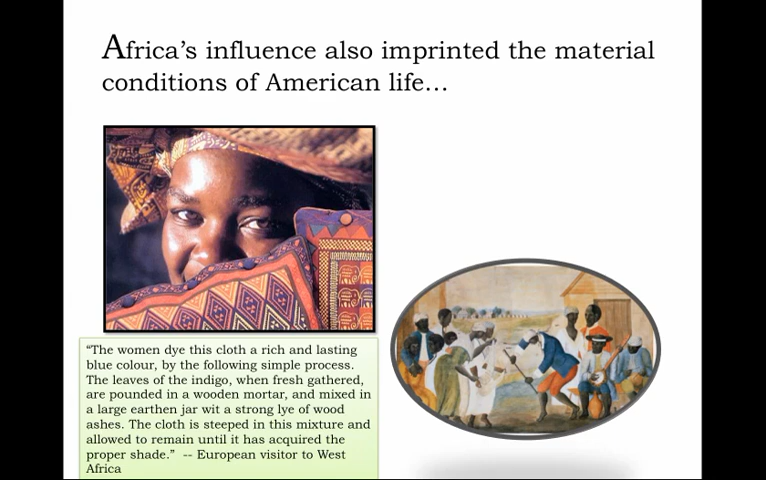 Africa’s influence also imprinted the material
conditions of American life…
“The women dye this cloth a rich and lasting
blue colour, by the following simple process.
The leaves of the indigo, when fresh gathered,
are pounded in a wooden mortar, and mixed in
a large earthen jar wit a strong lye of wood
ashes. The cloth is steeped in this mixture and
allowed to remain until it has acquired the
proper shade.”  -- European visitor to West
Africa